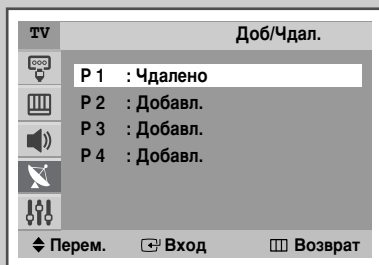 TV Доб/Чдал.
P 1 : Чдалено
P 2 : Добавл.
P 3 : Добавл.
P 4 : Добавл.
Перем. Вход Возврат